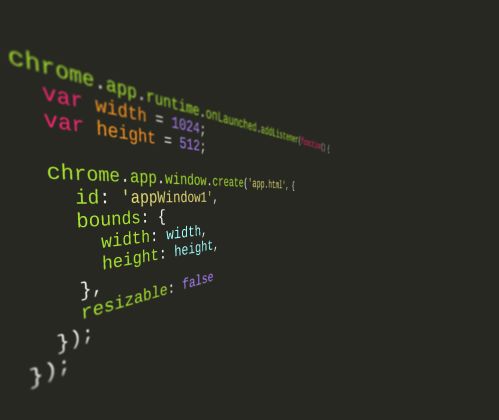 chrome.app.runtime.onLaunched.addListener(function() {
var width = 1024;
var height = 512;
chrome.app.window.create('app.html', {
id: 'appWindow1',
bounds: {
width: width,
height: height,
},
resizable: false
});
});